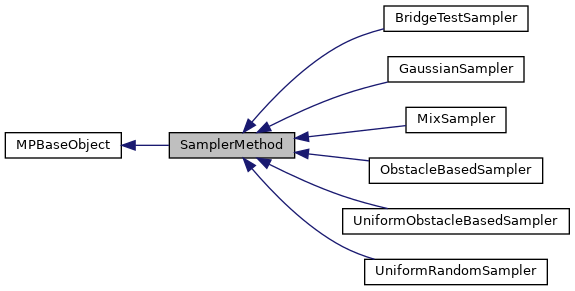 BridgeTestSampler
GaussianSampler
MixSampler
MPBaseObject
SamplerMethod
ObstacleBasedSampler
UniformObstacleBasedSampler
UniformRandomSampler